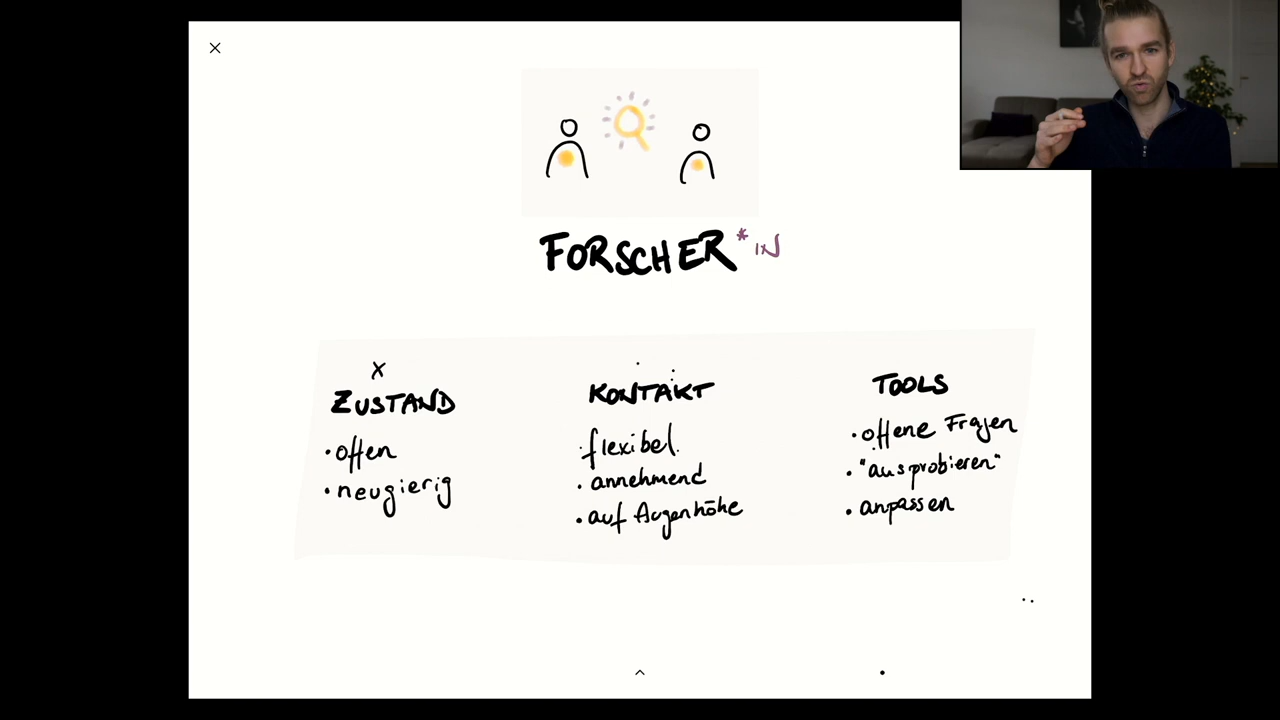 FORSCHER*IN
ZUSTAND
• offen
• neugierig
KONTAKT
• flexibel
• annehmend
• auf Augenhöhe
TOOLS
• offene Fragen
• "ausprobieren"
• anpassen